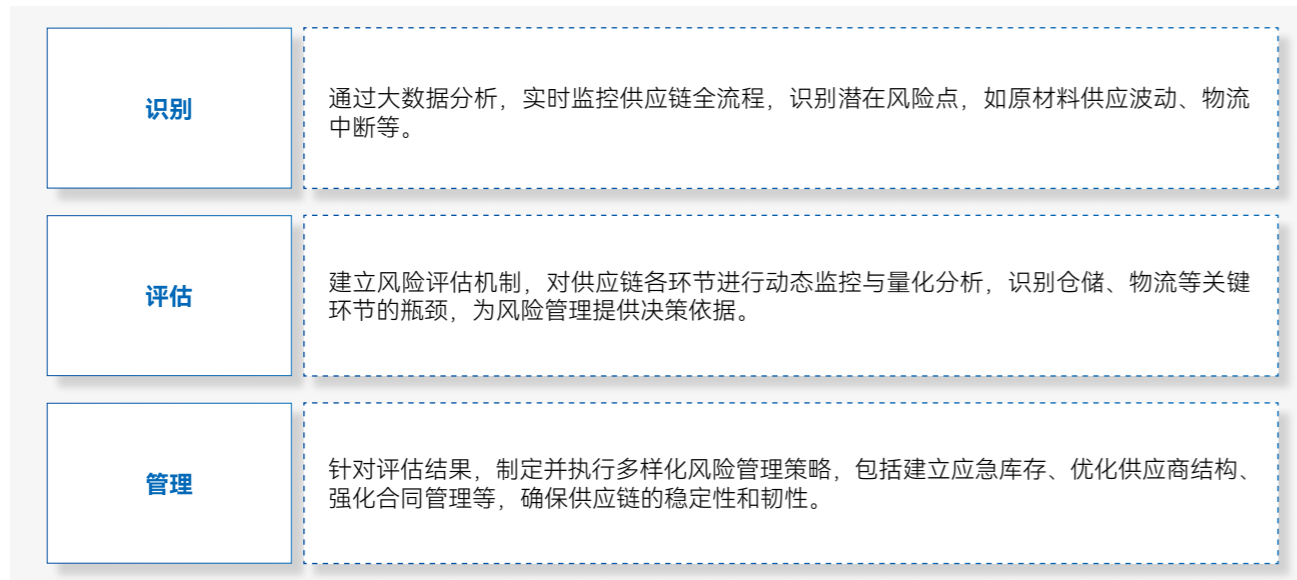 识别
通过大数据分析，实时监控供应链全流程，识别潜在风险点，如原材料供应波动、物流
中断等。
评估
建立风险评估机制，对供应链各环节进行动态监控与量化分析，识别仓储、物流等关键
环节的瓶颈，为风险管理提供决策依据。
管理
针对评估结果，制定并执行多样化风险管理策略，包括建立应急库存、优化供应商结构、
强化合同管理等，确保供应链的稳定性和韧性。